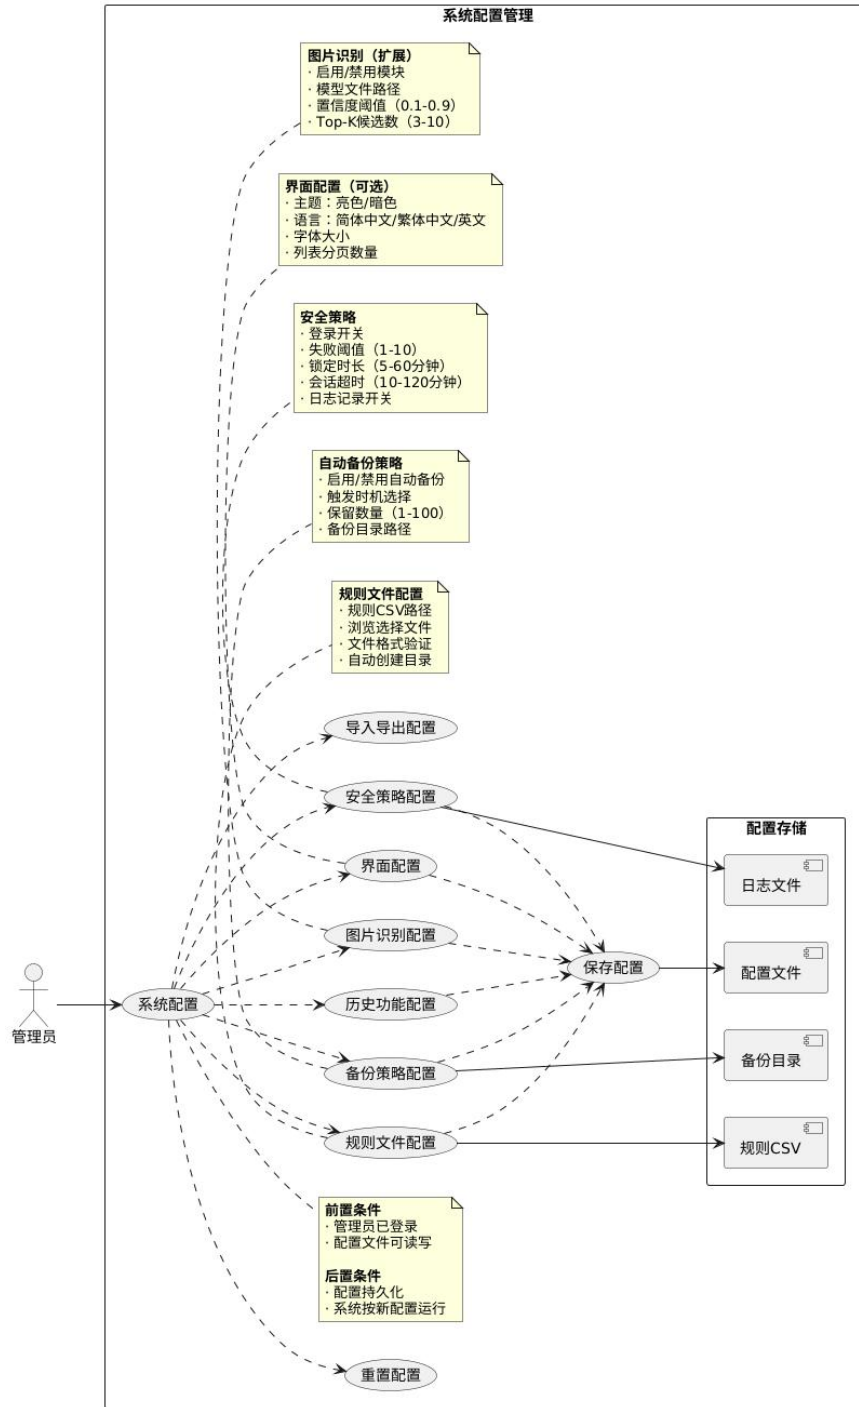 系统配置管理
图片识别（扩展）
· 启用/禁用模块
· 模型文件路径
· 置信度阈值（0.1-0.9）
· Top-K候选数（3-10）
界面配置（可选）
· 主题：亮色/暗色
· 语言：简体中文/繁体中文/英文
· 字体大小
· 列表分页数量
安全策略
· 登录开关
· 失败阈值（1-10）
· 锁定时长（5-60分钟）
· 会话超时（10-120分钟）
· 日志记录开关
自动备份策略
· 启用/禁用自动备份
· 触发时机选择
· 保留数量（1-100）
· 备份目录路径
规则文件配置
· 规则CSV路径
· 浏览选择文件
· 文件格式验证
· 自动创建目录
导入导出配置
安全策略配置
界面配置
图片识别配置
历史功能配置
备份策略配置
规则文件配置
保存配置
系统配置
管理员
配置存储
日志文件
配置文件
备份目录
规则CSV
前置条件
· 管理员已登录
· 配置文件可读写
后置条件
· 配置持久化
· 系统按新配置运行
重置配置